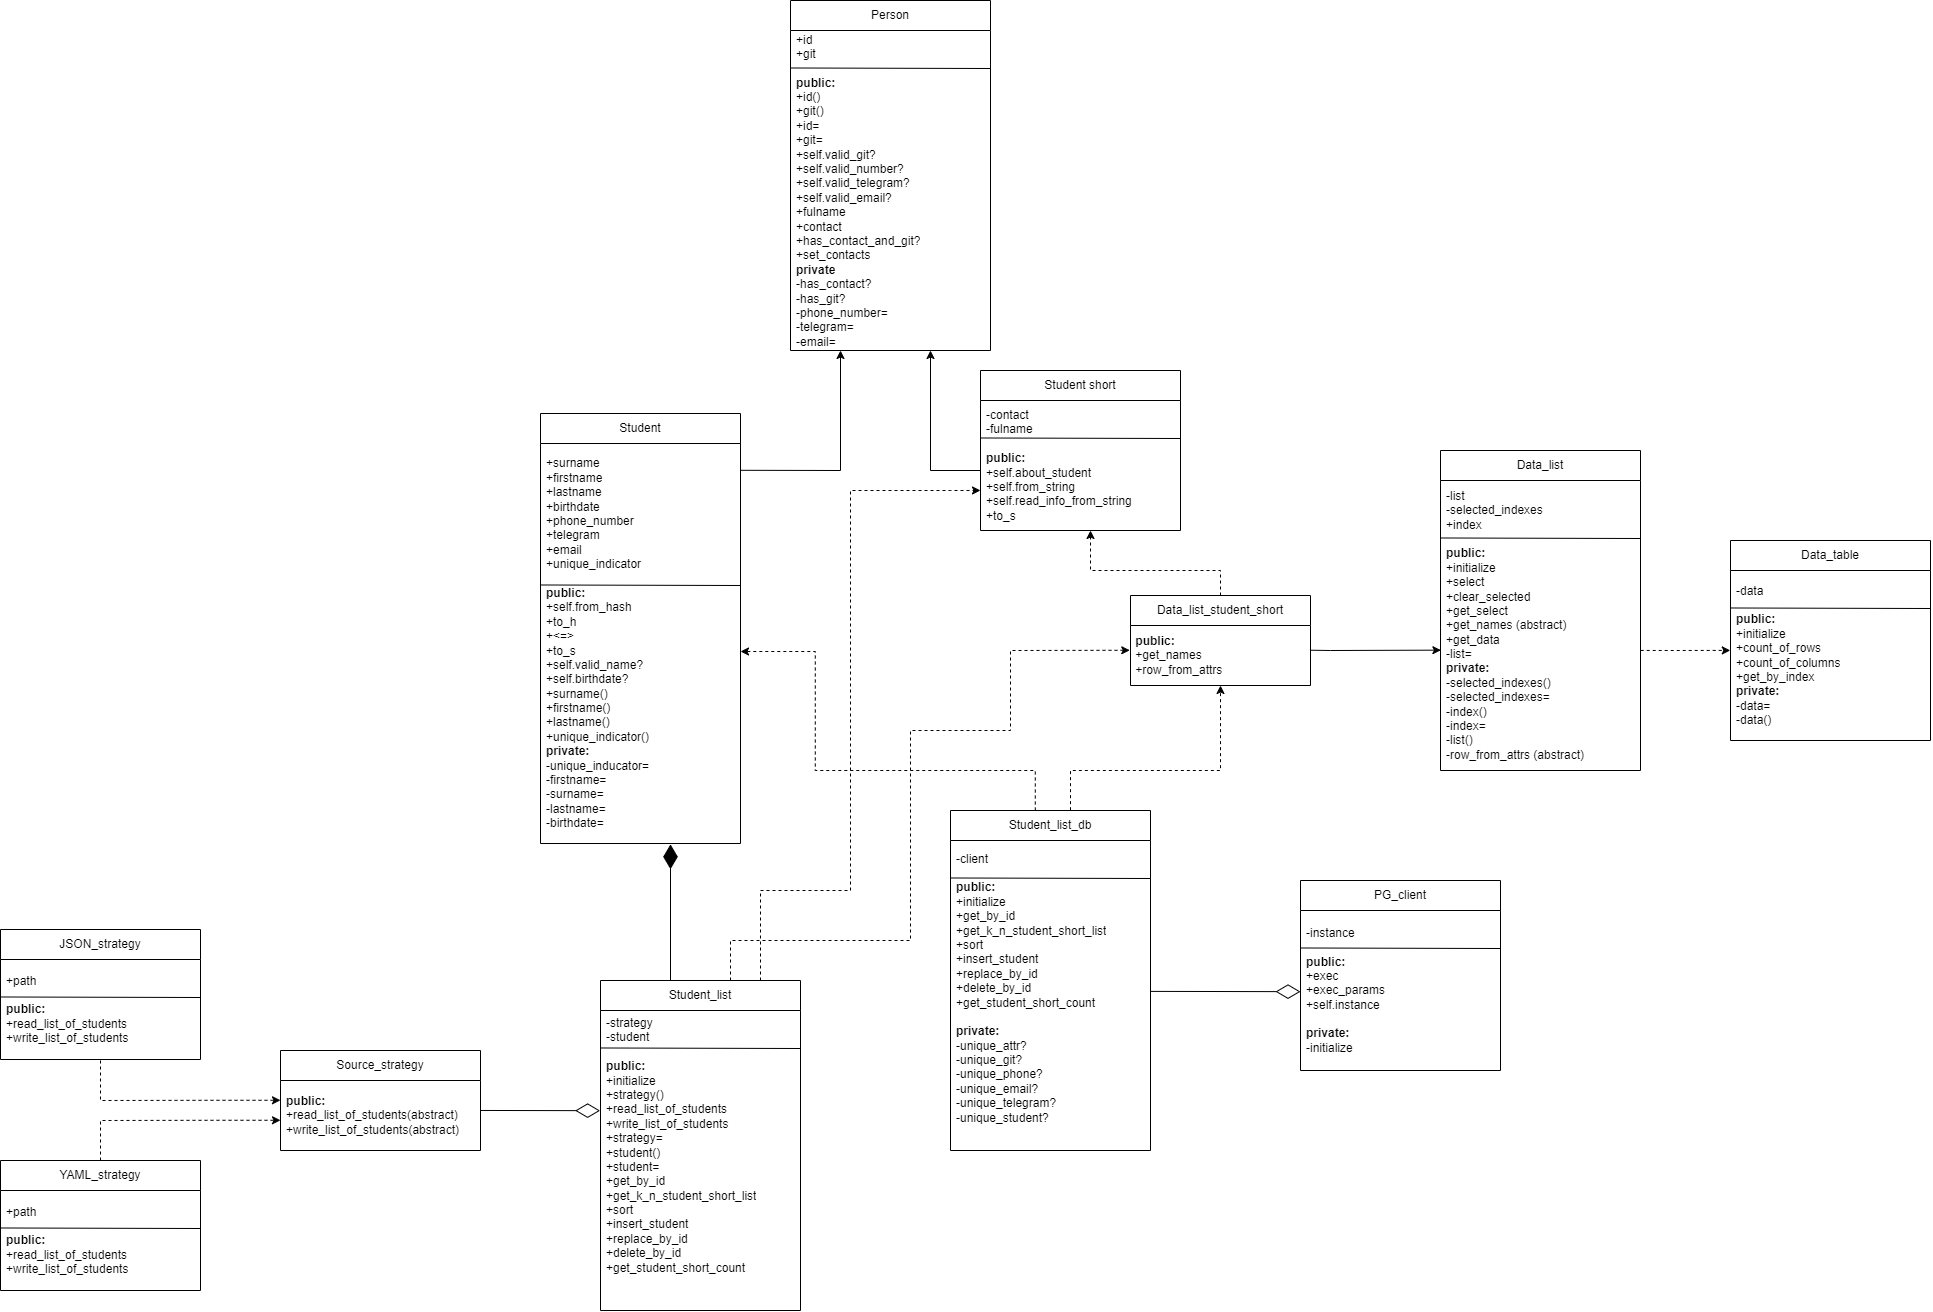 Person
+id
+git
public:
+id()
+git()
+id=
+git=
+self.valid_git?
+self.valid_number?
+self.valid_telegram?
+self.valid_email?
+fulname
+contact
+has_contact_and_git?
+set_contacts
private
-has_contact?
-has_git?
-phone_number=
-telegram=
-email=
Student short
-contact
-fulname
public:
+self.about_student
+self.from_string
+self.read_info_from_string
+to_s
Student
+surname
+firstname
+lastname
+birthdate
+phone_number
+telegram
+email
+unique_indicator
public:
+self.from_hash
+to_h
+<=>
+to_s
+self.valid_name?
+self.birthdate?
+surname()
+firstname()
+lastname()
+unique_indicator()
private:
-unique_inducator=
-firstname=
-surname=
-lastname=
-birthdate=
Data_list
-list
-selected_indexes
+index
public:
+initialize
+select
+clear_selected
+get_select
+get_names (abstract)
+get_data
-list=
private:
-selected_indexes()
-selected_indexes=
-index()
-index=
-list()
-row_from_attrs (abstract)
Data_table
-data
public:
+initialize
+count_of_rows
+count_of_columns
+get_by_index
private:
-data=
-data()
Data_list_student_short
public:
+get_names
+row_from_attrs
Student_list_db
-client
public:
+initialize
+get_by_id
+get_k_n_student_short_list
+sort
+insert_student
+replace_by_id
+delete_by_id
+get_student_short_count
private:
-unique_attr?
-unique_git?
-unique_phone?
-unique_email?
-unique_telegram?
-unique_student?
PG_client
-instance
public:
+exec
+exec_params
+self.instance
private:
-initialize
JSON_strategy
+path
public:
+read_list_of_students
+write_list_of_students
Source_strategy
public:
+read_list_of_students(abstract)
+write_list_of_students(abstract)
YAML_strategy
+path
public:
+read_list_of_students
+write_list_of_students
Student_list
-strategy
-student
public:
+initialize
+strategy()
+read_list_of_students
+write_list_of_students
+strategy=
+student()
+student=
+get_by_id
+get_k_n_student_short_list
+sort
+insert_student
+replace_by_id
+delete_by_id
+get_student_short_count